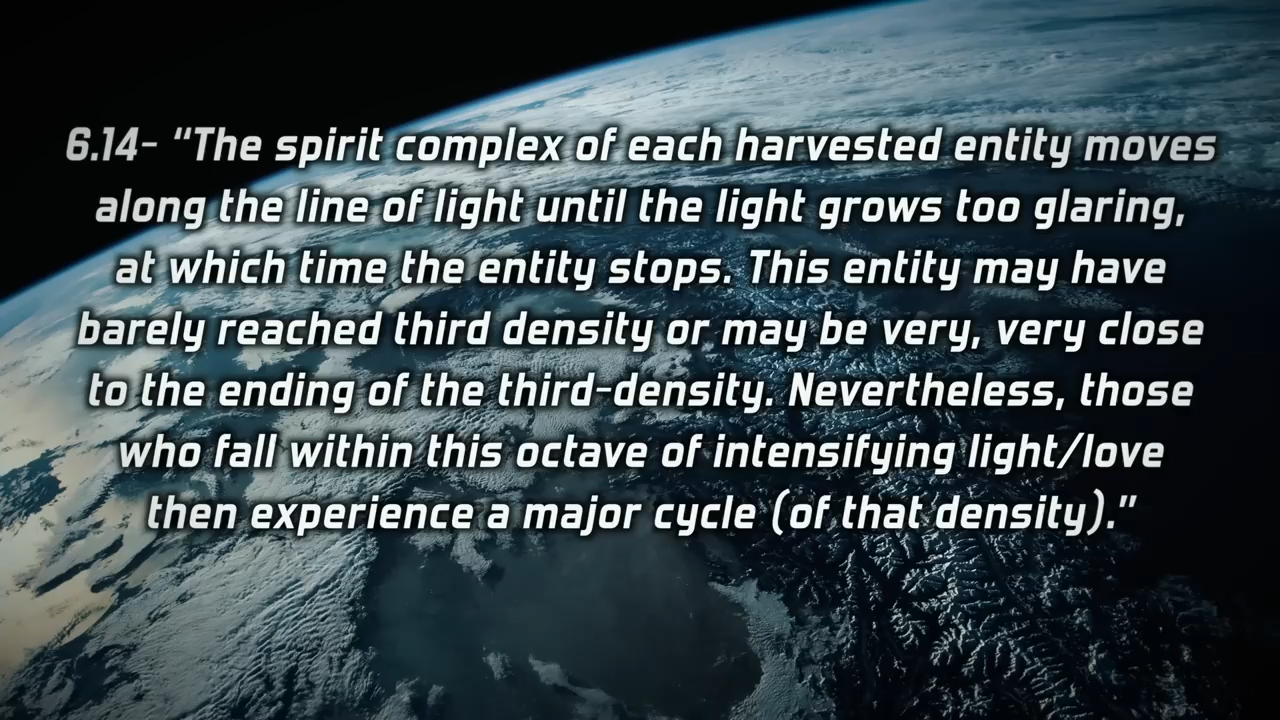 6.14- “The spirit complex of each harvested entity moves
along the line of light until the light grows too glaring,
at which time the entity stops. This entity may have
barely reached third density or may be very, very close
to the ending of the third-density. Nevertheless, those
who fall within this octave of intensifying light/love
then experience a major cycle (of that density).”